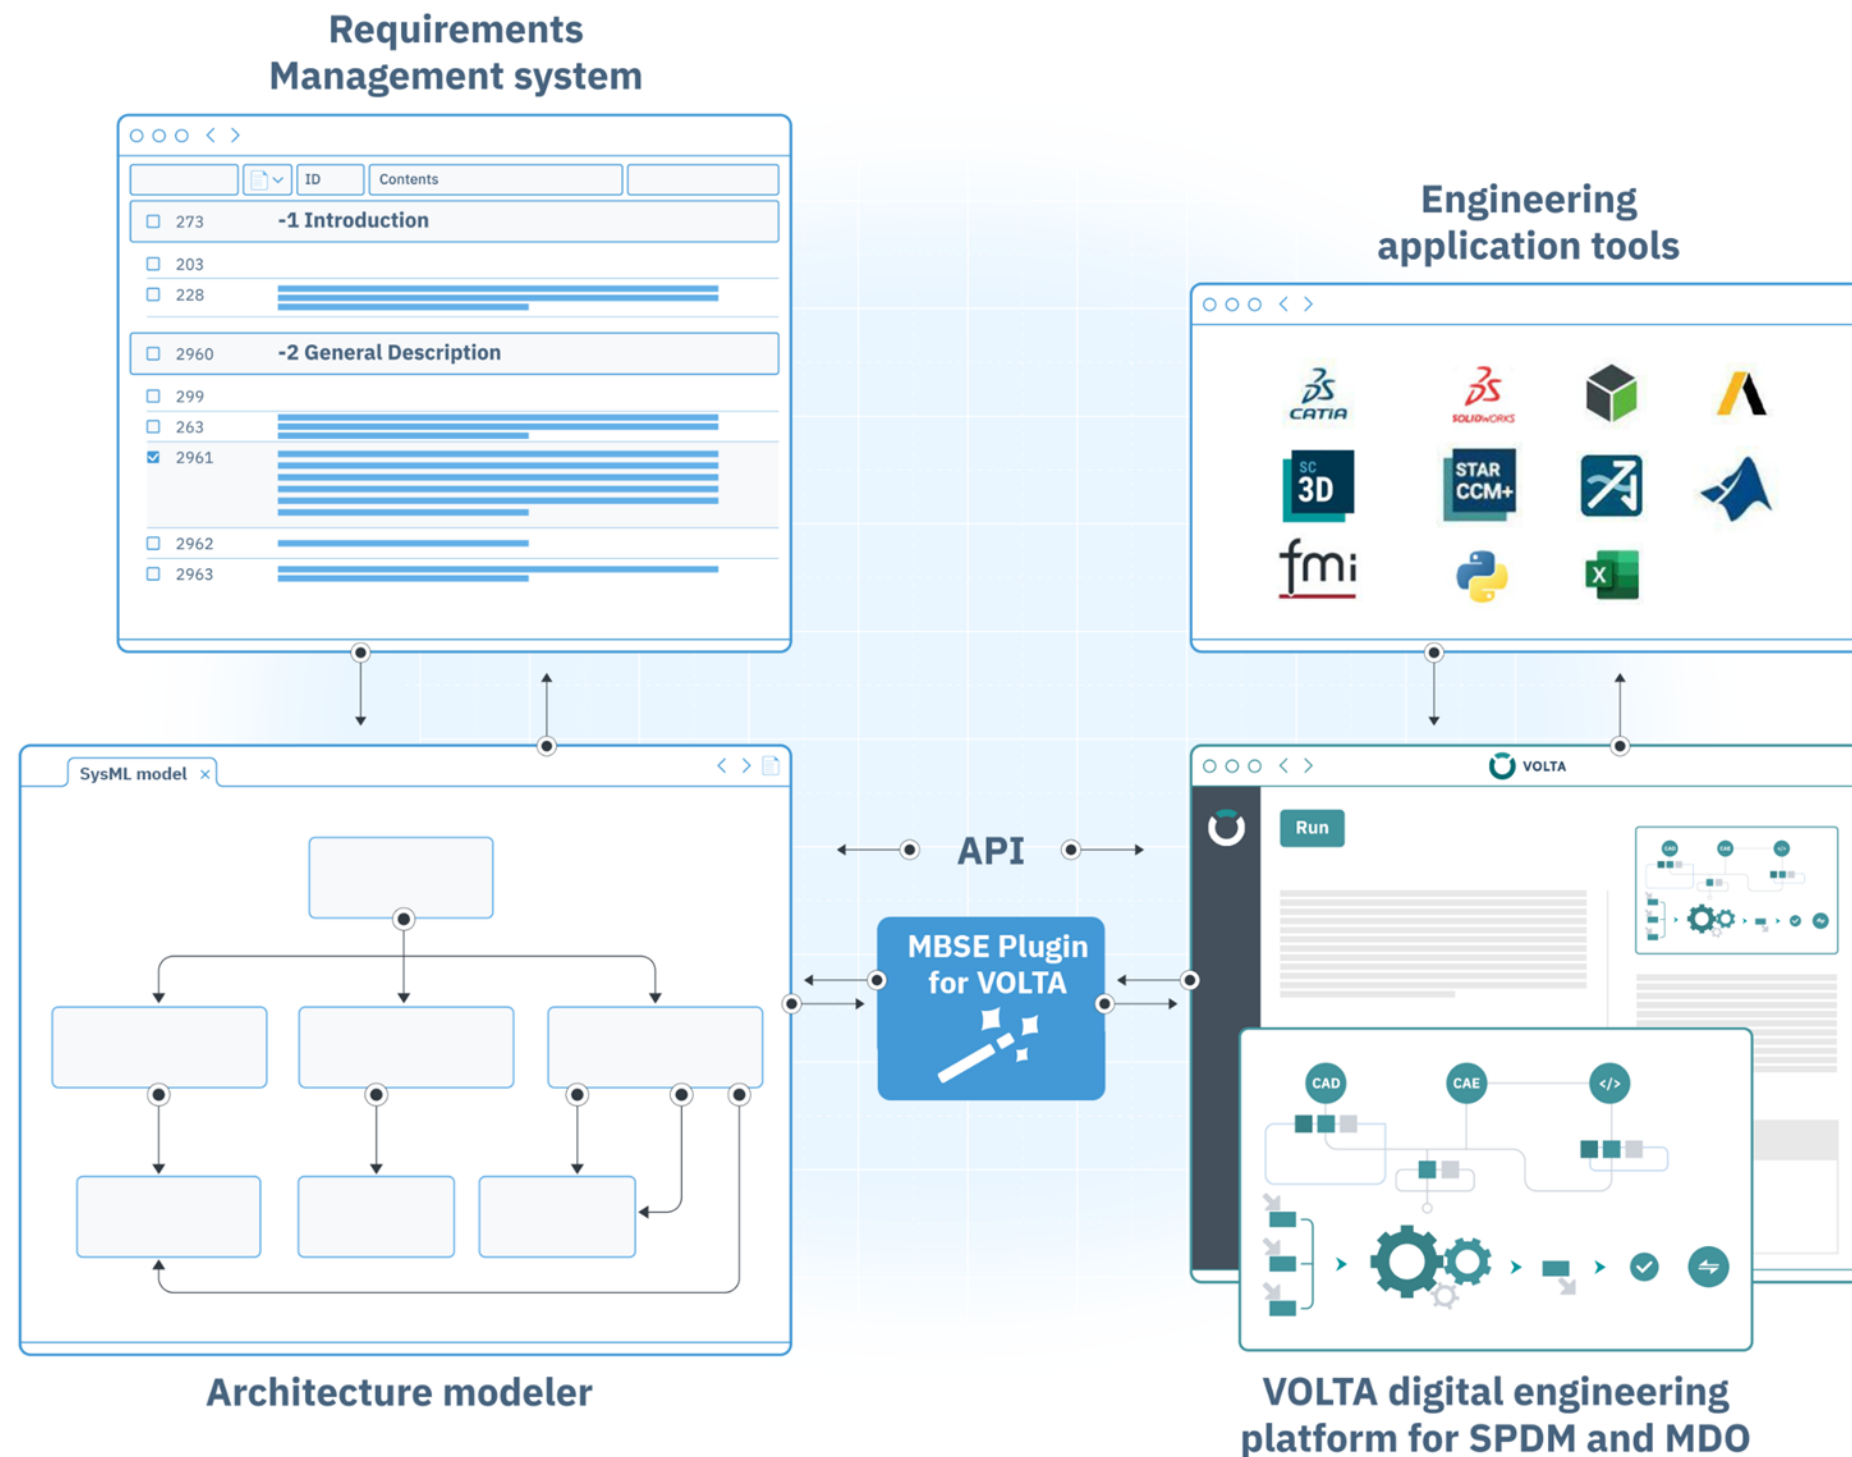 Requirements
Management system
ID
Contents
273
-1 Introduction
203
228
2960
-2 General Description
299
263
2961
2962
2963
Engineering
application tools
CATIA
SOLIDWORKS
SC
3D
STAR
CCM+
fmi
X
SysML model ×
API
MBSE Plugin
for VOLTA
VOLTA
Run
CAD
CAE
</>
CAD
CAE
</>
Architecture modeler
VOLTA digital engineering
platform for SPDM and MDO